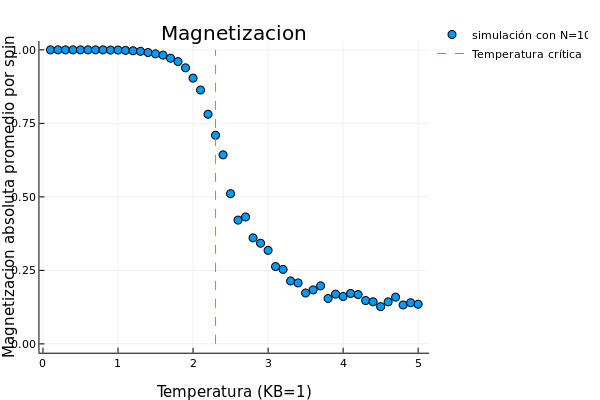 Magnetizacion
simulación con N=10
Temperatura crítica
Magnetizacion absoluta promedio por spin
1.00
0.75
0.50
0.25
0.00
0
1
2
3
4
5
Temperatura (KB=1)